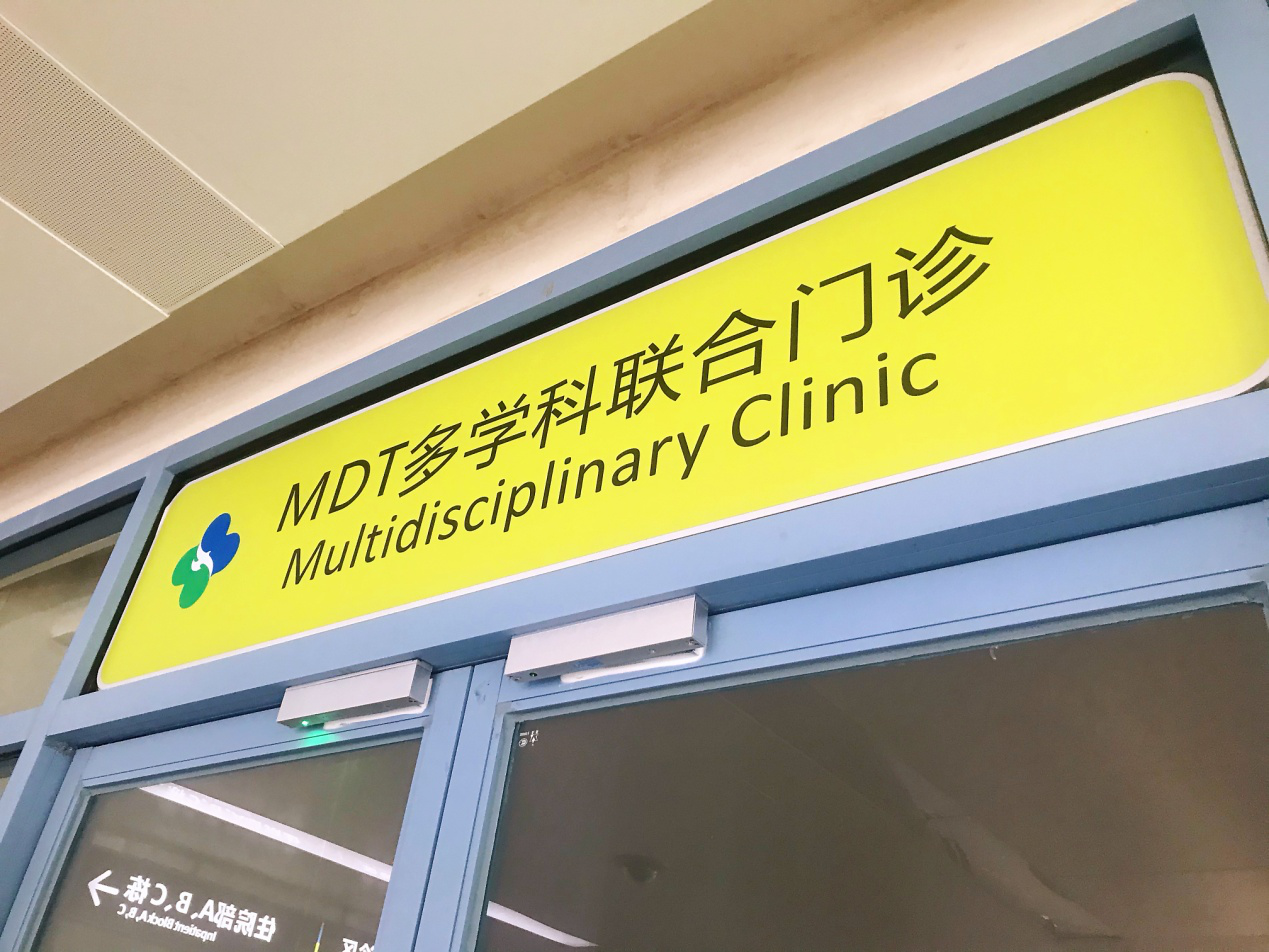 MDT多学科联合门诊
Multidisciplinary Clinic
住院部A、B、C栋
Inpatient Block A, B, C